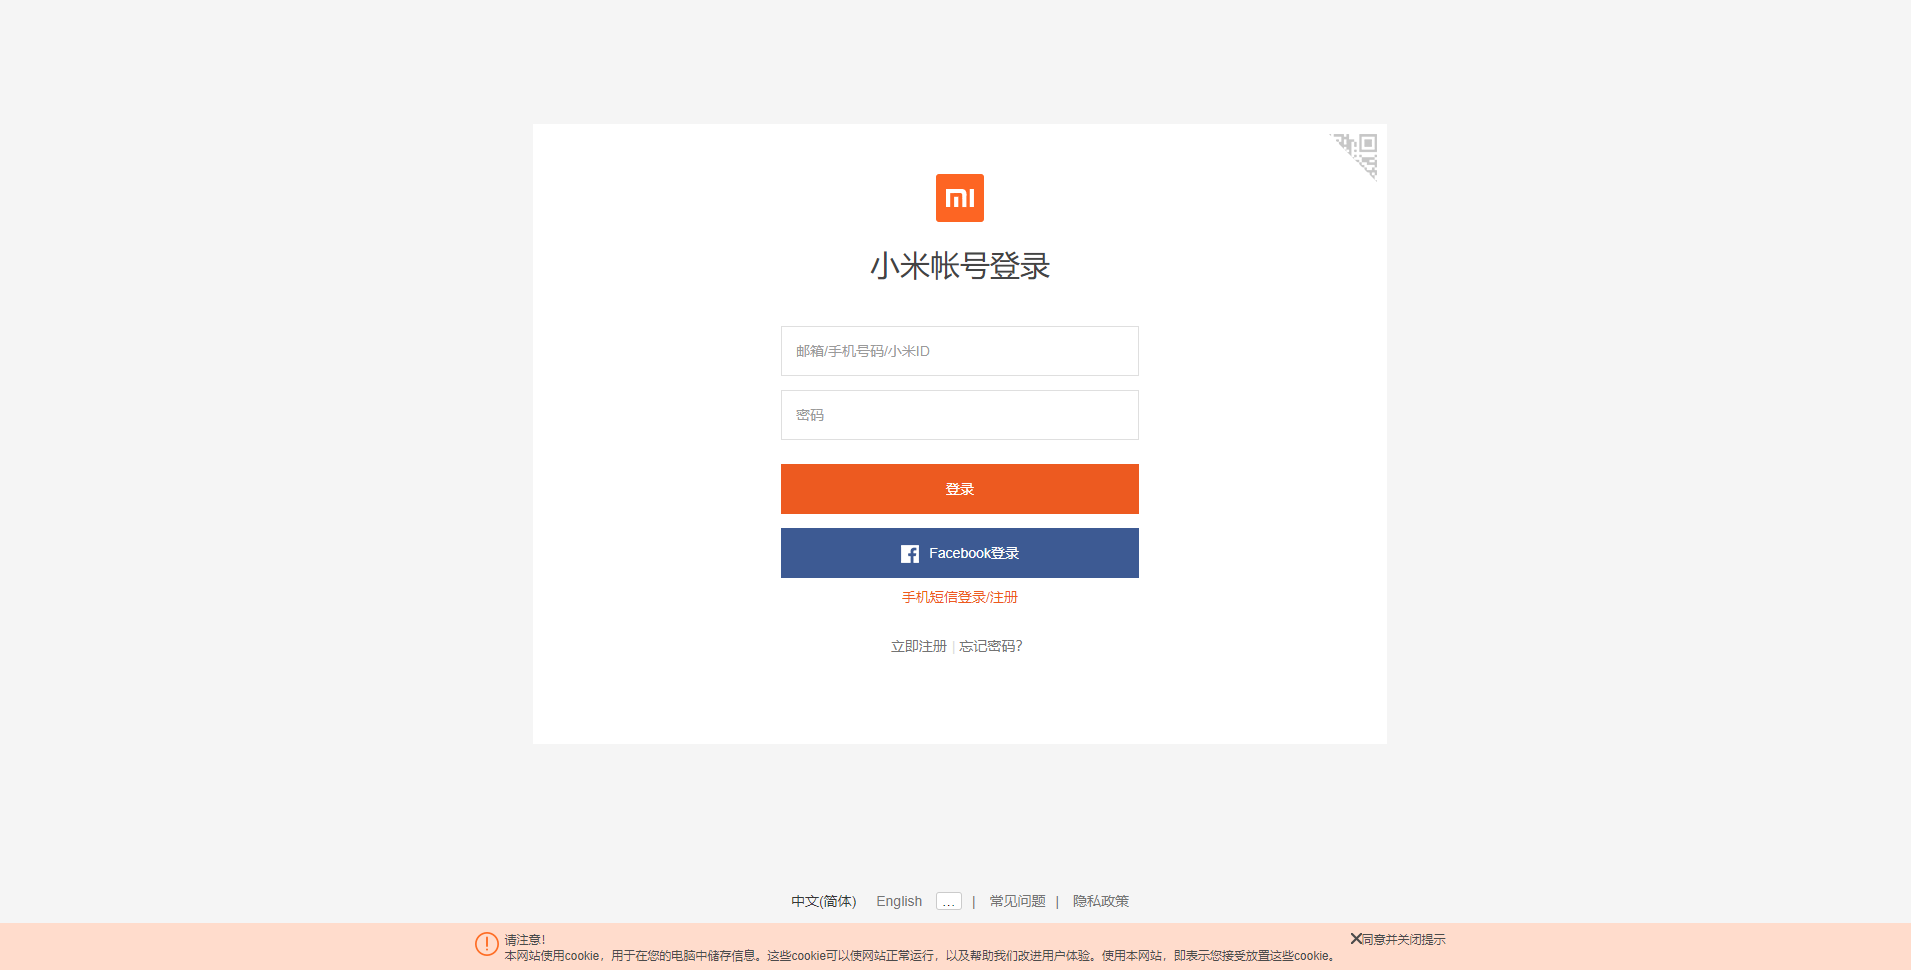 小米帐号登录
邮箱/手机号码/小米ID
密码
登录
Facebook登录
手机短信登录/注册
立即注册 | 忘记密码?
中文(简体) English ... | 常见问题 | 隐私政策
请注意!
本网站使用cookie，用于在您的电脑中储存信息。这些cookie可以使网站正常运行，以及帮助我们改进用户体验。使用本网站，即表示您接受放置这些cookie。
同意并关闭提示